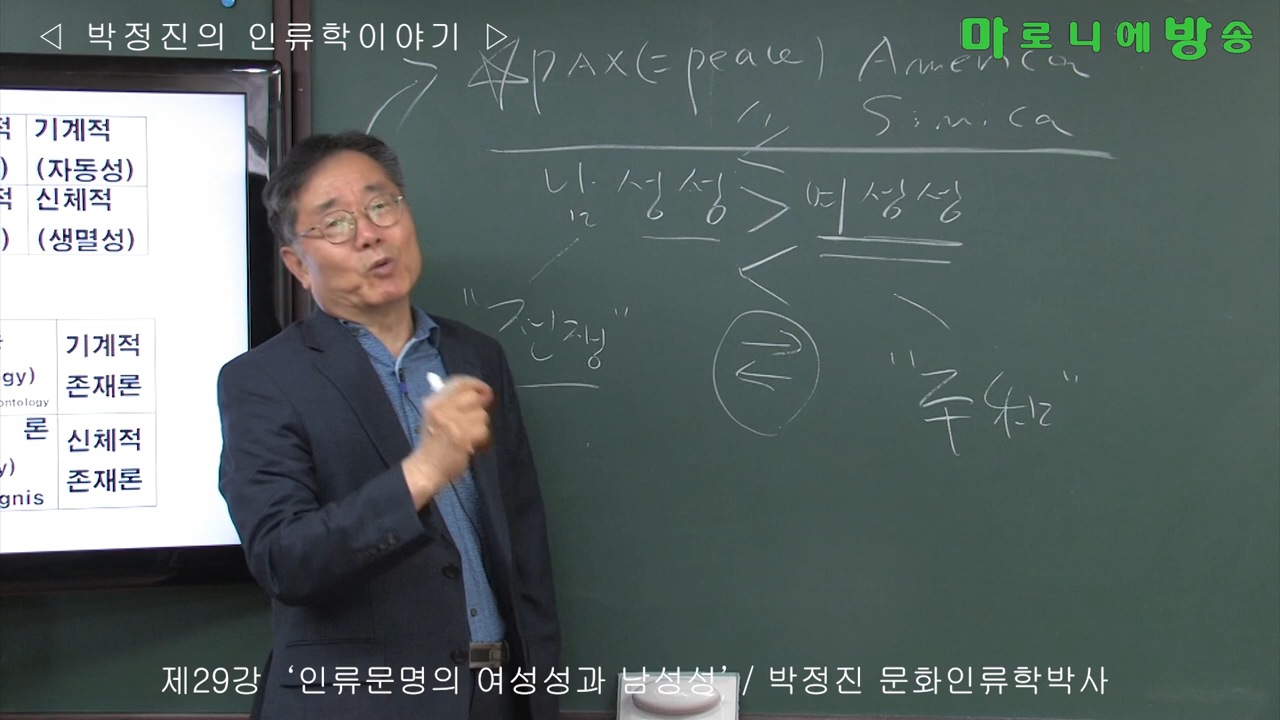 ◁ 박정진의 인류학이야기 ▷
마로니에방송
PAX(=peace) America
Sinica
남성성 > 여성성
"전쟁"
적 기계적
) (자동성)
적 신체적
) (생멸성)
기계적
gy) 존재론
ontology
론 신체적
y) 존재론
gnis
제29강 ‘인류문명의 여성성과 남성성’ / 박정진 문화인류학박사